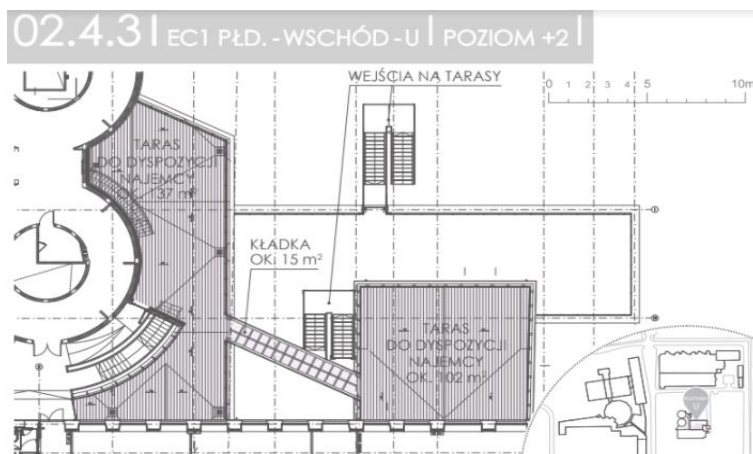 02.4.3 | EC1 PŁD. - WSCHÓD - U | POZIOM +2 |
WEJŚCIA NA TARASY
0 1 2 3 4 5 10m
TARAS
DO DYSPOZYCJI
NAJEMCY
OK. 137 m²
KŁADKA
OK. 15 m²
TARAS
DO DYSPOZYCJI
NAJEMCY
OK. 102 m²
U